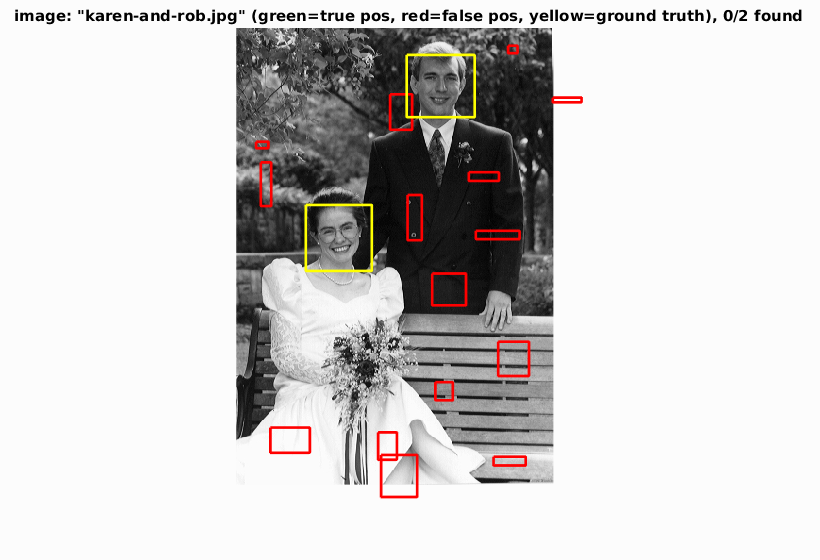 image: "karen-and-rob.jpg" (green=true pos, red=false pos, yellow=ground truth), 0/2 found